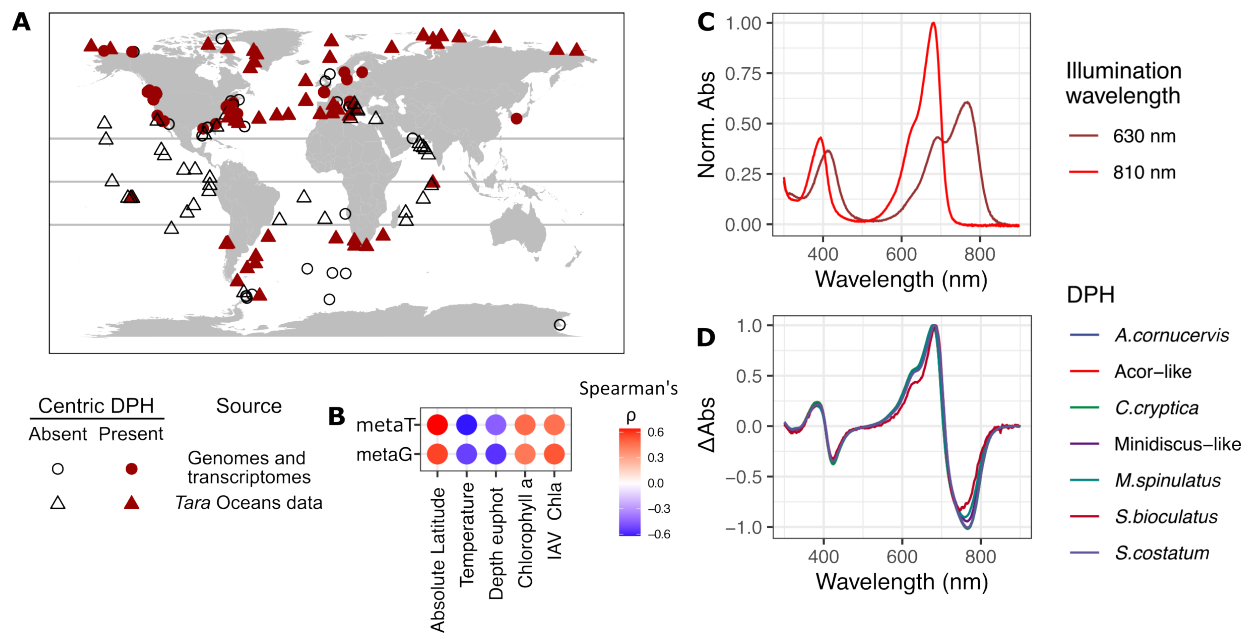 A
Centric DPH
Source
Absent
Present
Genomes and
transcriptomes
Tara Oceans data
B
Spearman's
ρ
0.6
0.3
0.0
−0.3
−0.6
metaT
metaG
Absolute Latitude
Temperature
Depth euphot
Chlorophyll a
IAV Chla
C
Norm. Abs
1.00
0.75
0.50
0.25
0.00
400
600
800
Wavelength (nm)
Illumination
wavelength
630 nm
810 nm
D
ΔAbs
1.0
0.5
0.0
−0.5
−1.0
400
600
800
Wavelength (nm)
DPH
A.cornucervis
Acor−like
C.cryptica
Minidiscus−like
M.spinulatus
S.bioculatus
S.costatum